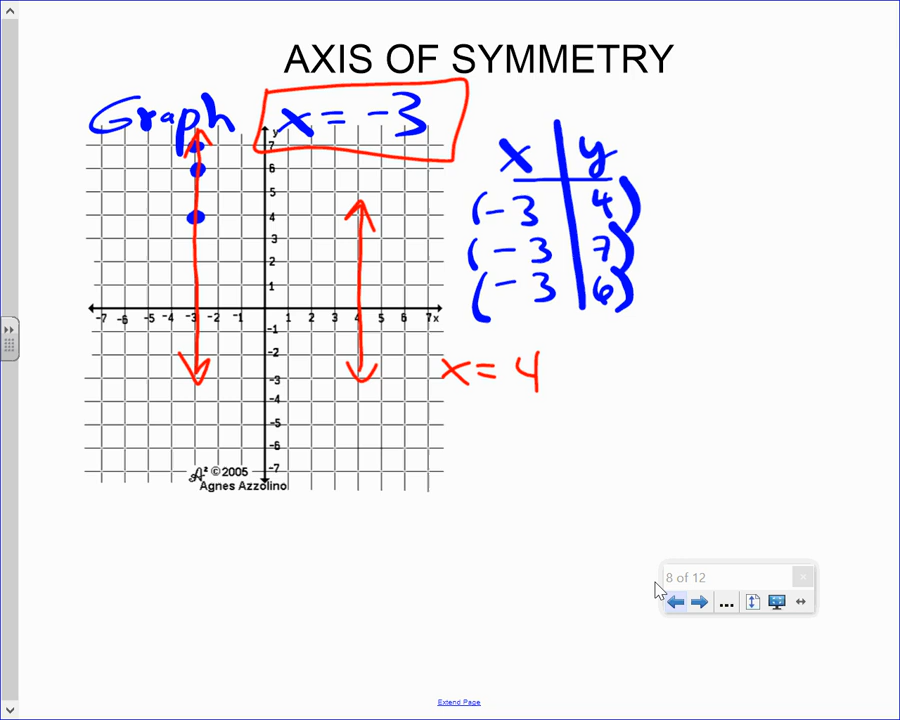 AXIS OF SYMMETRY
Graph x = -3
y
7
6
5
4
3
2
1
-7 -6 -5 -4 -3 -2 -1 1 2 3 4 5 6 7x
-1
-2
-3
-4
-5
-6
-7
x y
(-3 4)
(-3 7)
(-3 6)
x = 4
A² ©2005
Agnes Azzolino
8 of 12
Extend Page